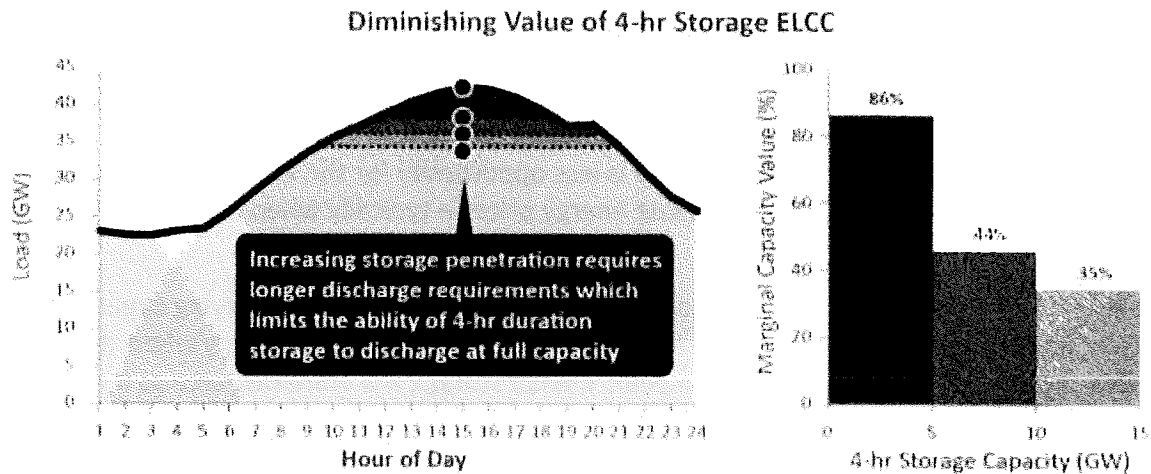 Diminishing Value of 4-hr Storage ELCC
Load (GW)
45
40
35
30
25
20
15
10
5
0
1 2 3 4 5 6 7 8 9 10 11 12 13 14 15 16 17 18 19 20 21 22 23 24
Hour of Day
Increasing storage penetration requires
longer discharge requirements which
limits the ability of 4-hr duration
storage to discharge at full capacity
Marginal Capacity Value (%)
100
80
60
40
20
0
86%
44%
35%
0 5 10 15
4-hr Storage Capacity (GW)